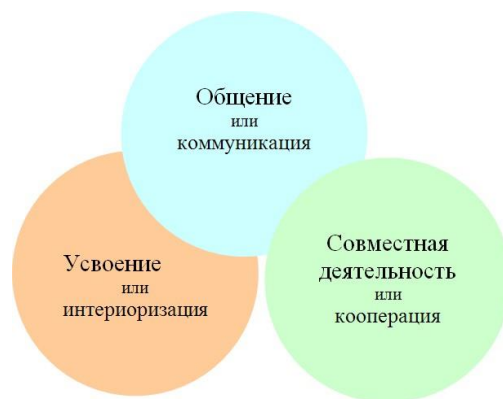 Общение
или
коммуникация
Усвоение
или
интериоризация
Совместная
деятельность
или
кооперация